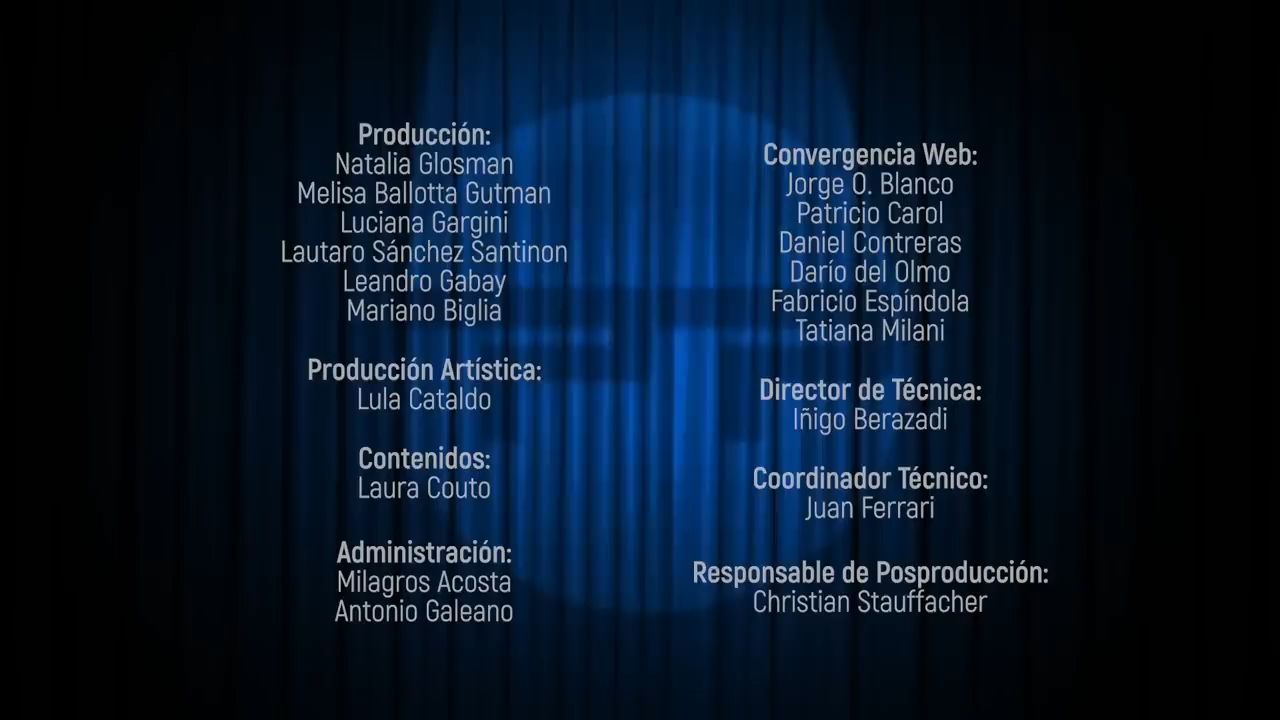 Producción:
Natalia Glosman
Melisa Ballotta Gutman
Luciana Gargini
Lautaro Sánchez Santinon
Leandro Gabay
Mariano Biglia
Producción Artística:
Lula Cataldo
Contenidos:
Laura Couto
Administración:
Milagros Acosta
Antonio Galeano
Convergencia Web:
Jorge O. Blanco
Patricio Carol
Daniel Contreras
Darío del Olmo
Fabricio Espíndola
Tatiana Milani
Director de Técnica:
Iñigo Berazadi
Coordinador Técnico:
Juan Ferrari
Responsable de Posproducción:
Christian Stauffacher